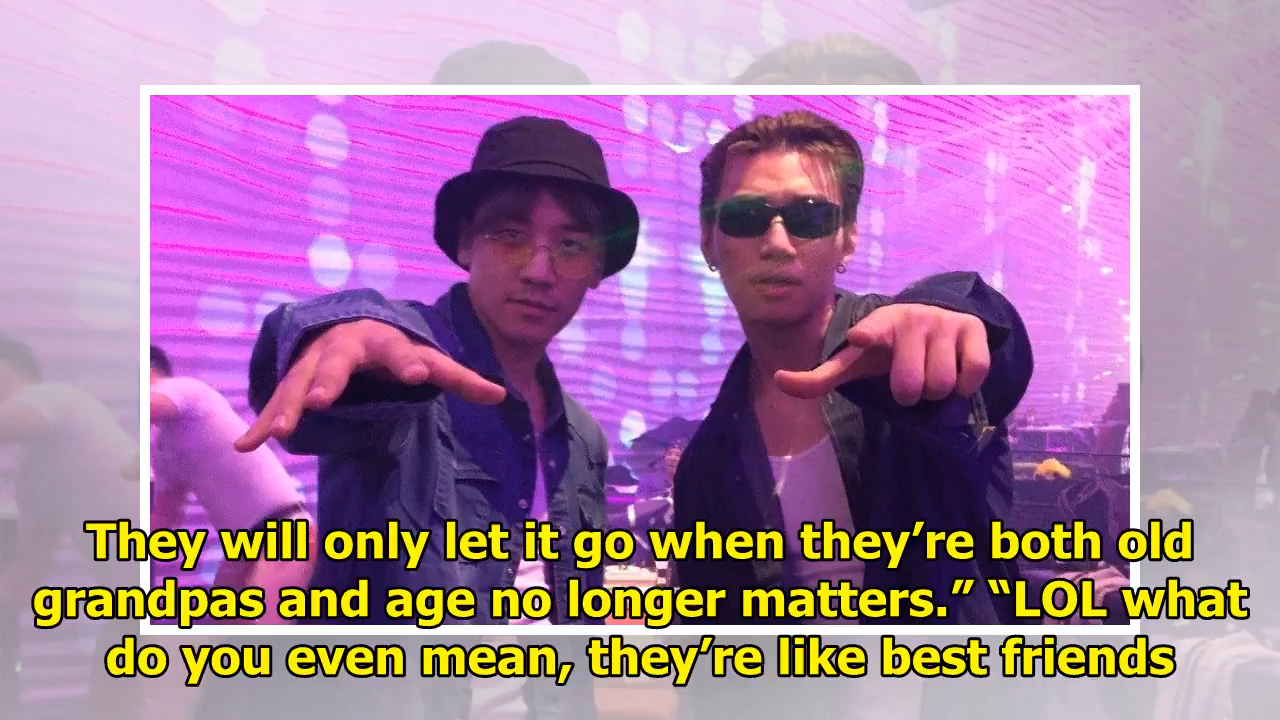 They will only let it go when they’re both old
grandpas and age no longer matters.” “LOL what
do you even mean, they’re like best friends